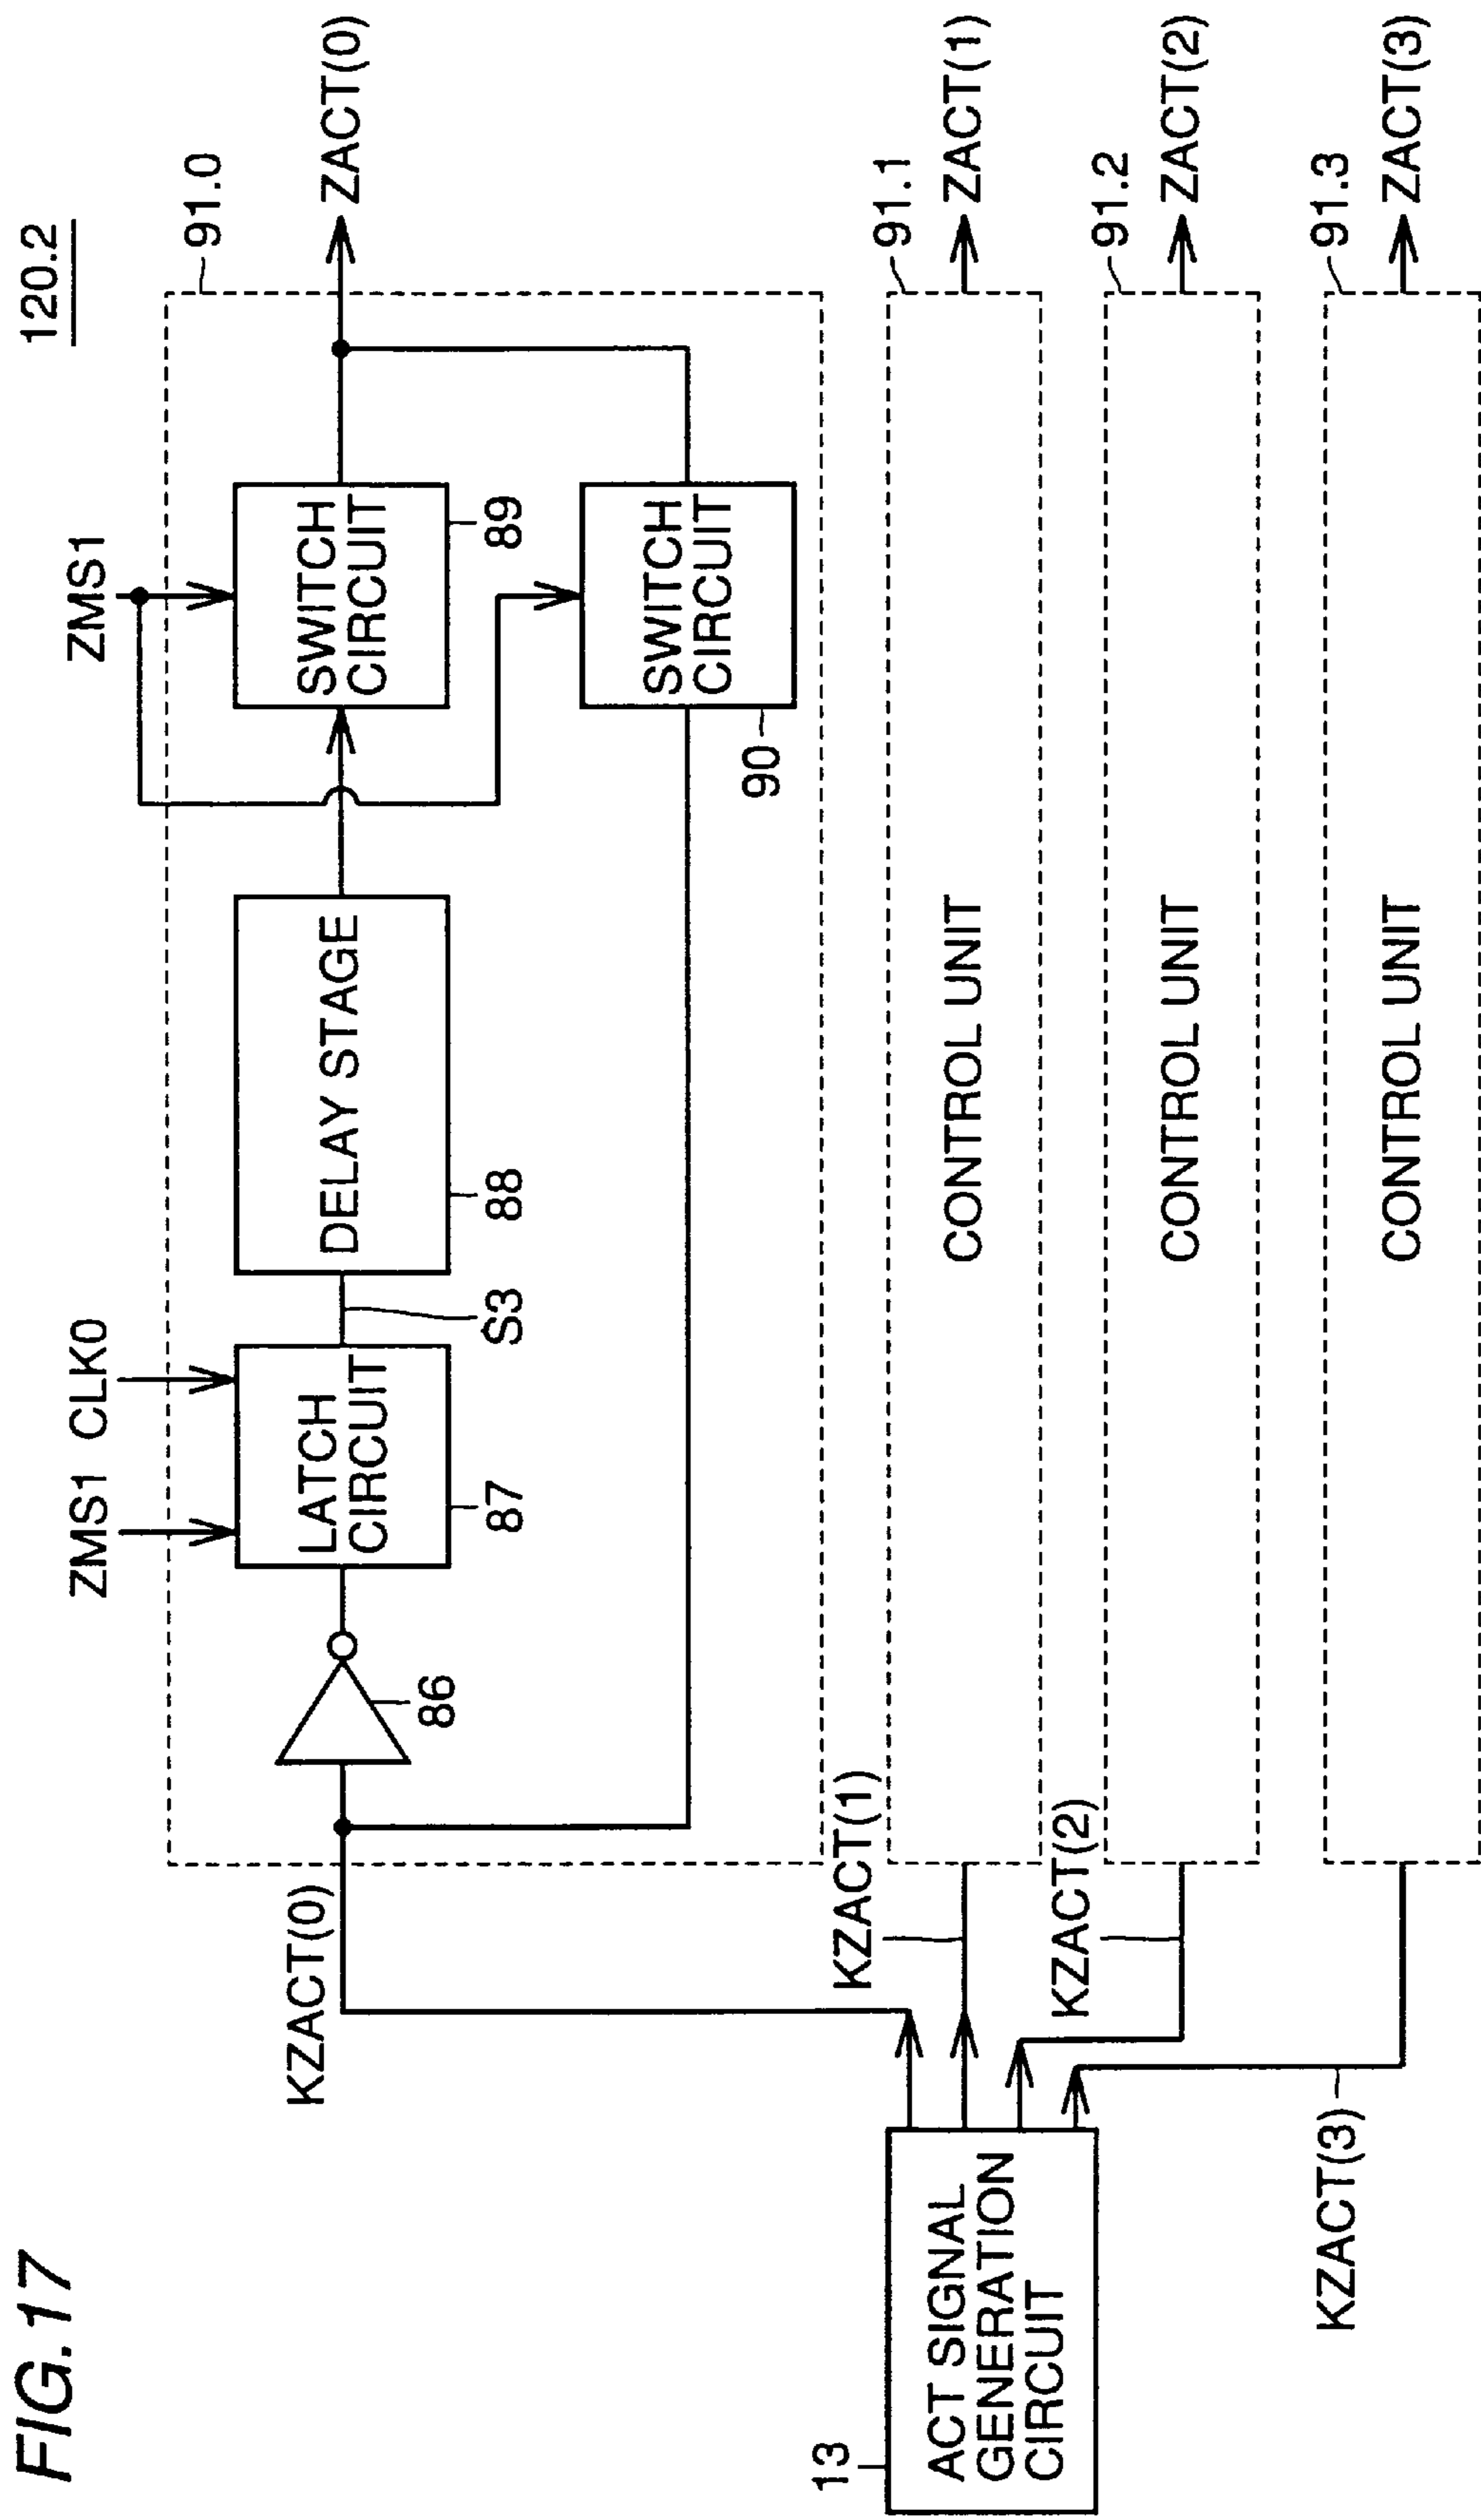 FIG.17
120.2
ZMS1 CLK0
ZMS1
91.0
KZACT(0)
86
LATCH
CIRCUIT
87
S3
DELAY STAGE
88
SWITCH
CIRCUIT
89
ZACT(0)
SWITCH
CIRCUIT
90
13
ACT SIGNAL
GENERATION
CIRCUIT
KZACT(1)
CONTROL UNIT
91.1
ZACT(1)
KZACT(2)
CONTROL UNIT
91.2
ZACT(2)
KZACT(3)
CONTROL UNIT
91.3
ZACT(3)